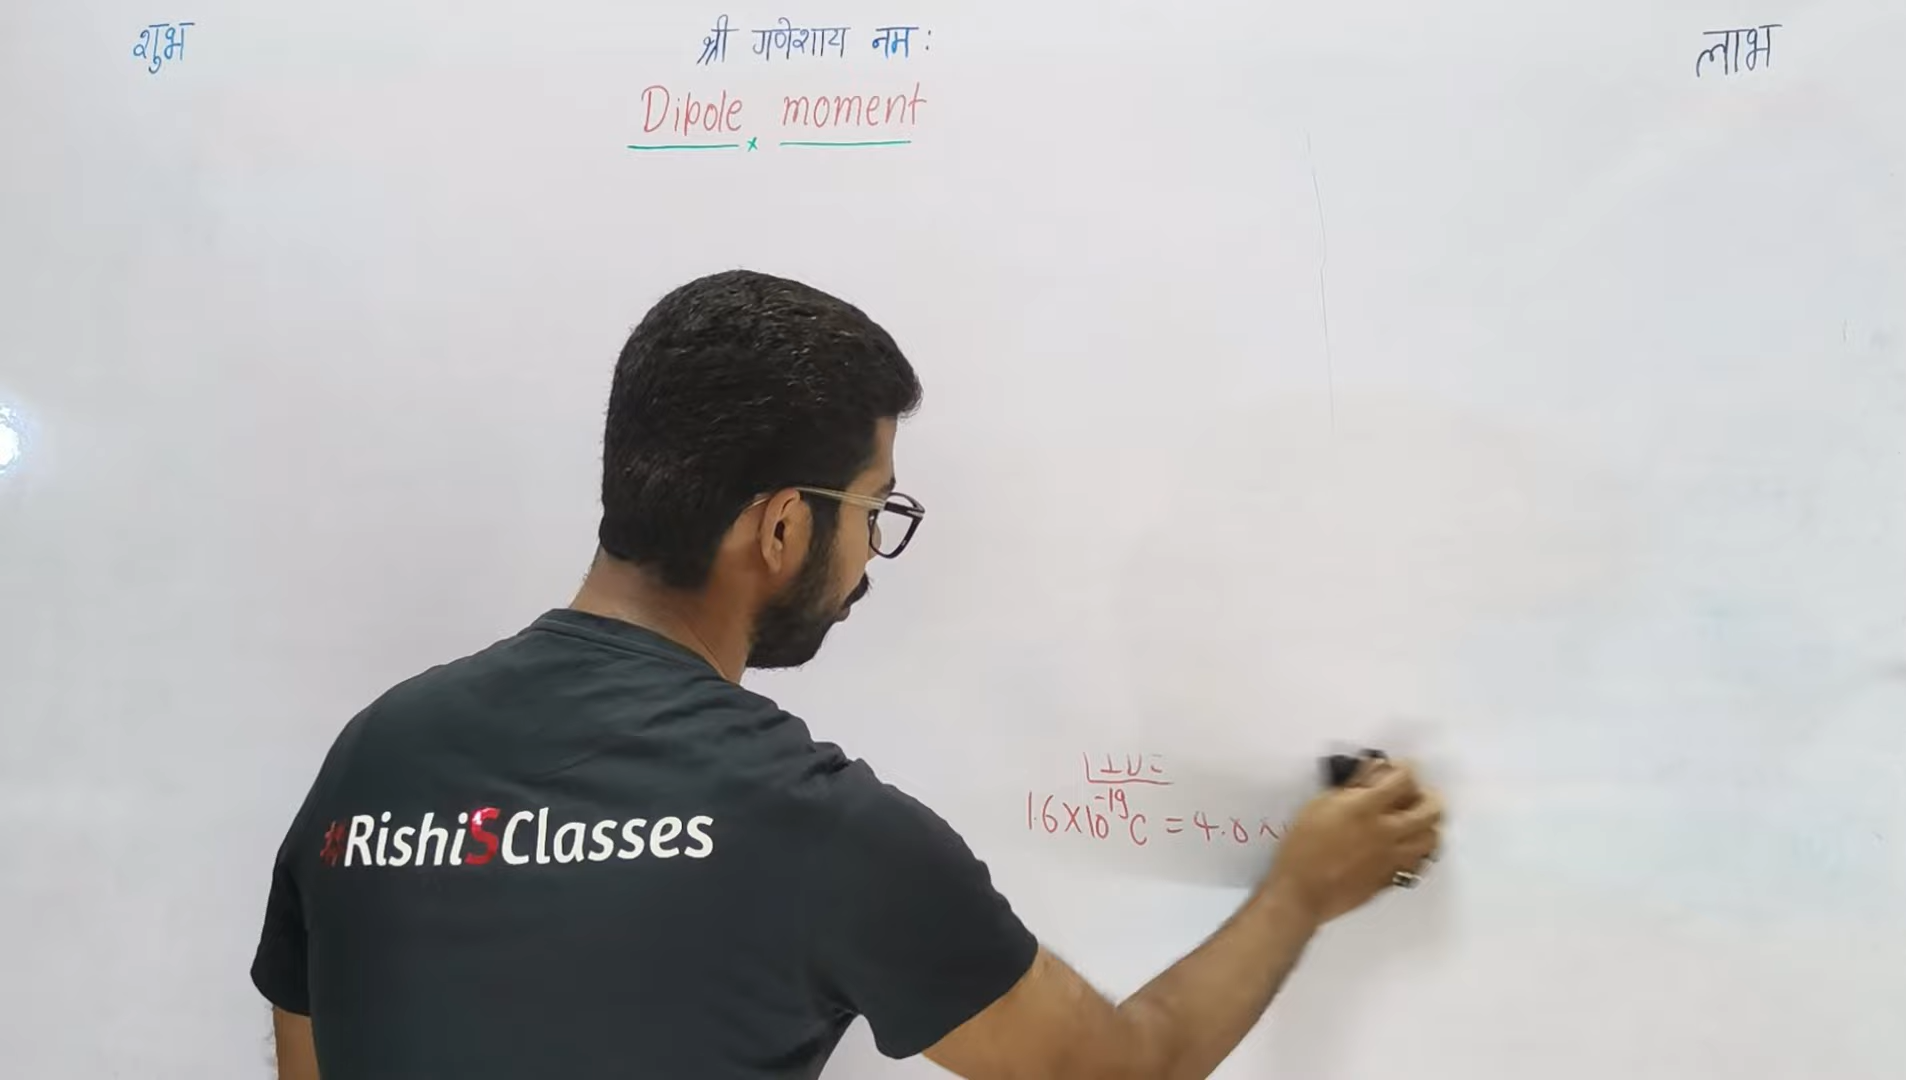 शुभ श्री गणेशाय नम: लाभ
Dipole moment
1.6×10⁻¹⁹C = 4.8×
#RishiSClasses